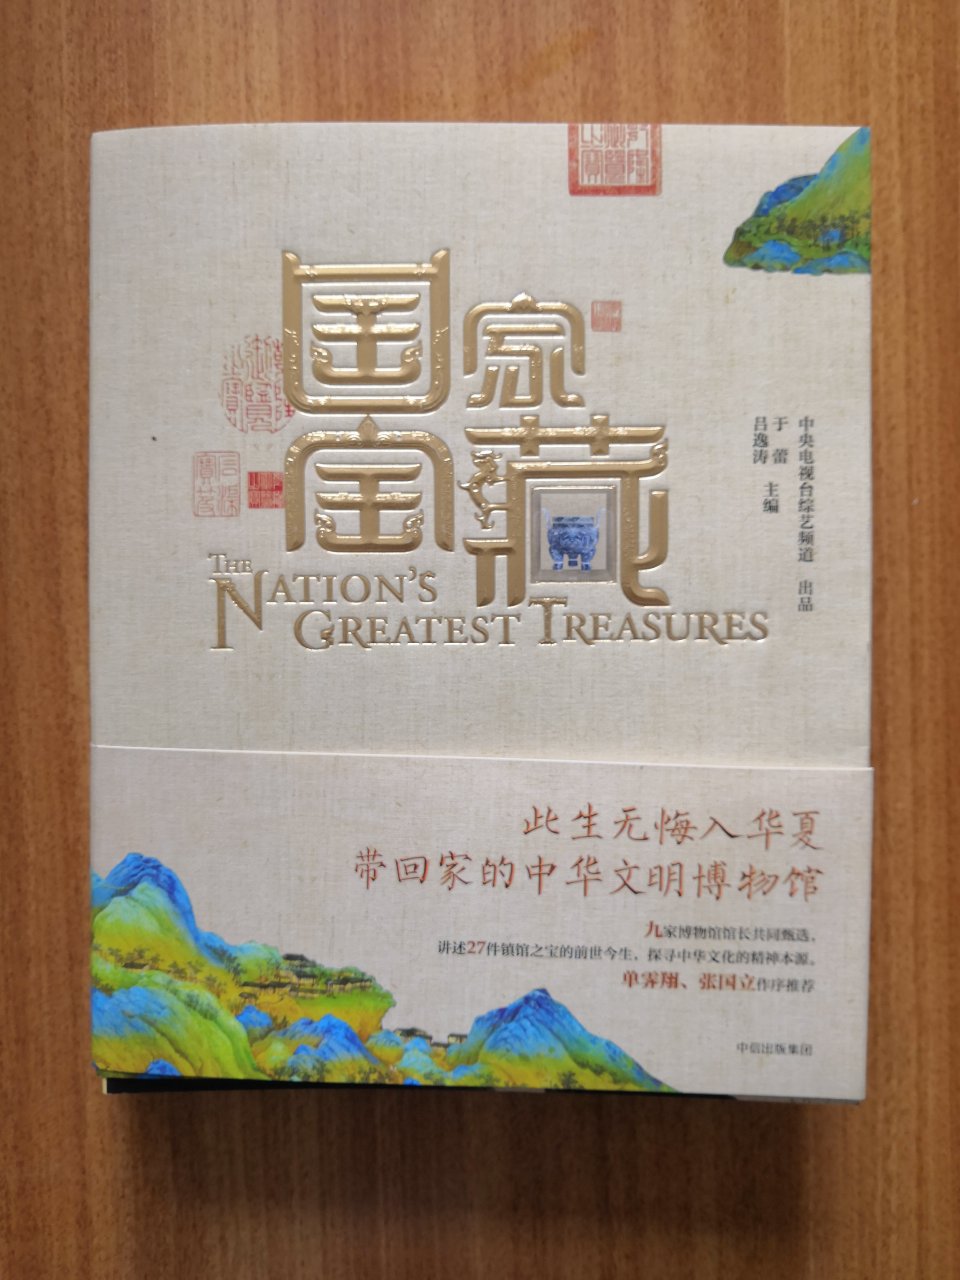 国家
宝藏
THE
NATION'S
GREATEST TREASURES
中央电视台综艺频道 出品
于蕾
吕逸涛
主编
此生无悔入华夏
带回家的中华文明博物馆
九家博物馆馆长共同甄选,
讲述27件镇馆之宝的前世今生,探寻中华文化的精神本源。
单霁翔、张国立作序推荐
中信出版集团